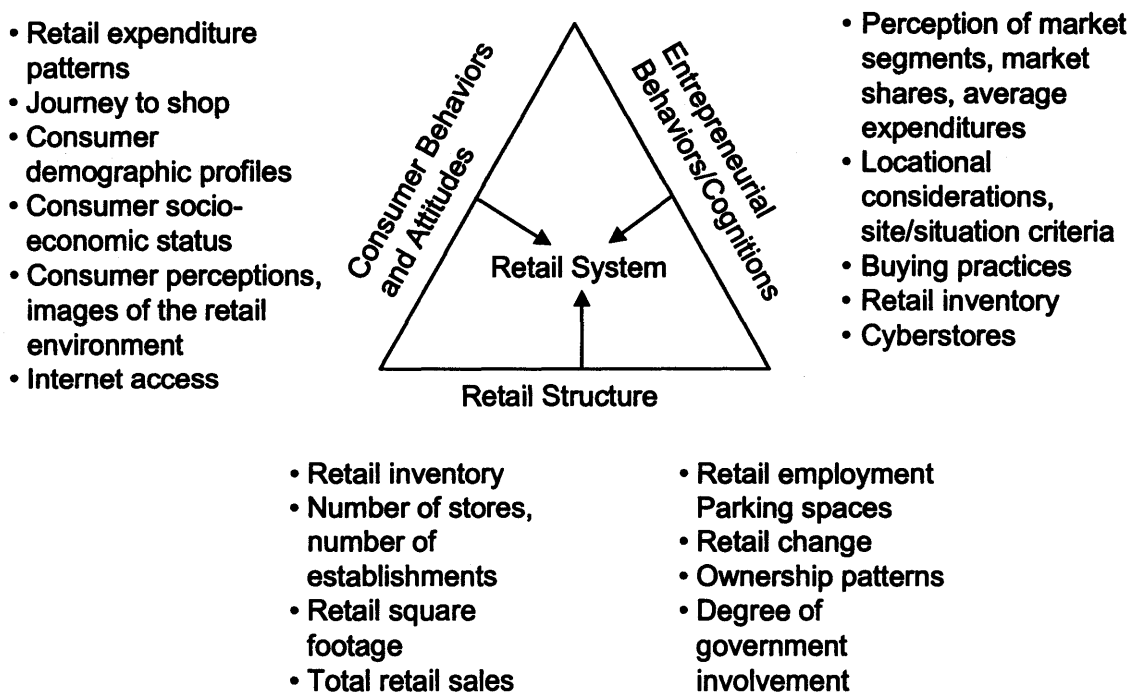 • Retail expenditure
patterns
• Journey to shop
• Consumer
demographic profiles
• Consumer socio-
economic status
• Consumer perceptions,
images of the retail
environment
• Internet access
Consumer Behaviors
and Attitudes
Entrepreneurial
Behaviors/Cognitions
Retail System
Retail Structure
• Perception of market
segments, market
shares, average
expenditures
• Locational
considerations,
site/situation criteria
• Buying practices
• Retail inventory
• Cyberstores
• Retail inventory
• Number of stores,
number of
establishments
• Retail square
footage
• Total retail sales
• Retail employment
Parking spaces
• Retail change
• Ownership patterns
• Degree of
government
involvement